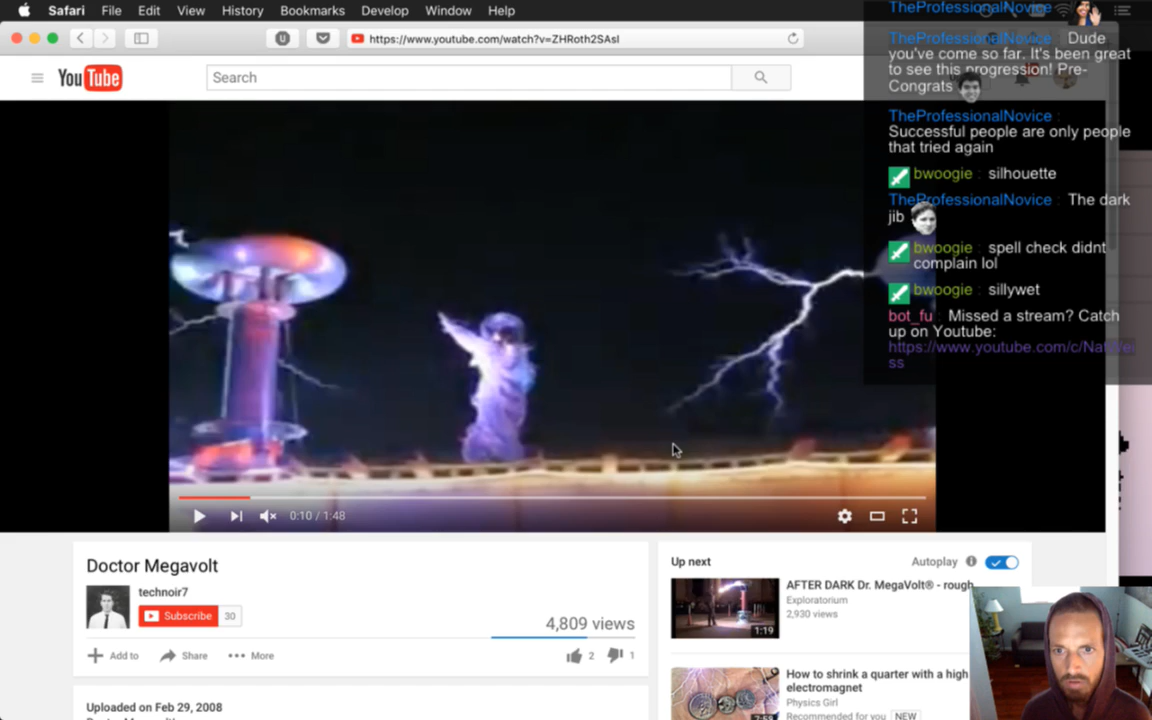 Safari File Edit View History Bookmarks Develop Window Help
TheProfessionalNovice
https://www.youtube.com/watch?v=ZHRoth2SAsI
TheProfessionalNovice : Dude
you've come so far. It's been great
to see this progression! Pre-
Congrats
YouTube
Search
TheProfessionalNovice :
Successful people are only people
that tried again
bwoogie : silhouette
TheProfessionalNovice : The dark
jib
bwoogie : spell check didnt
complain lol
bwoogie : sillywet
bot_fu : Missed a stream? Catch
up on Youtube:
https://www.youtube.com/c/NatWei
ss
0:10 / 1:48
Doctor Megavolt
technoir7
Subscribe 30
4,809 views
Add to Share More
2 1
Uploaded on Feb 29, 2008
Up next Autoplay
AFTER DARK Dr. MegaVolt® - rough
Exploratorium
2,930 views
1:19
How to shrink a quarter with a high
electromagnet
Physics Girl
Recommended for you NEW